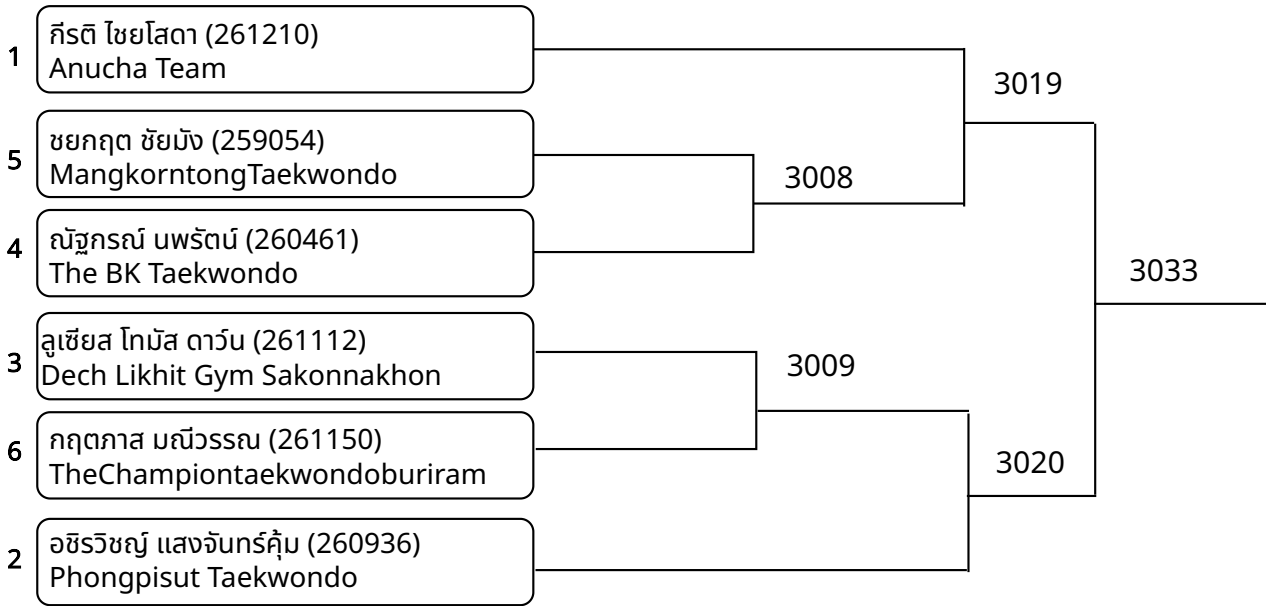 1
กีรติ ไชยโสดา (261210)
Anucha Team
3019
5
ชยกฤต ชัยมัง (259054)
MangkorntongTaekwondo
3008
4
ณัฐกรณ์ นพรัตน์ (260461)
The BK Taekwondo
3033
3
ลูเซียส โทมัส ดาว์น (261112)
Dech Likhit Gym Sakonnakhon
3009
6
กฤตภาส มณีวรรณ (261150)
TheChampiontaekwondoburiram
3020
2
อชิรวิชญ์ แสงจันทร์คุ้ม (260936)
Phongpisut Taekwondo